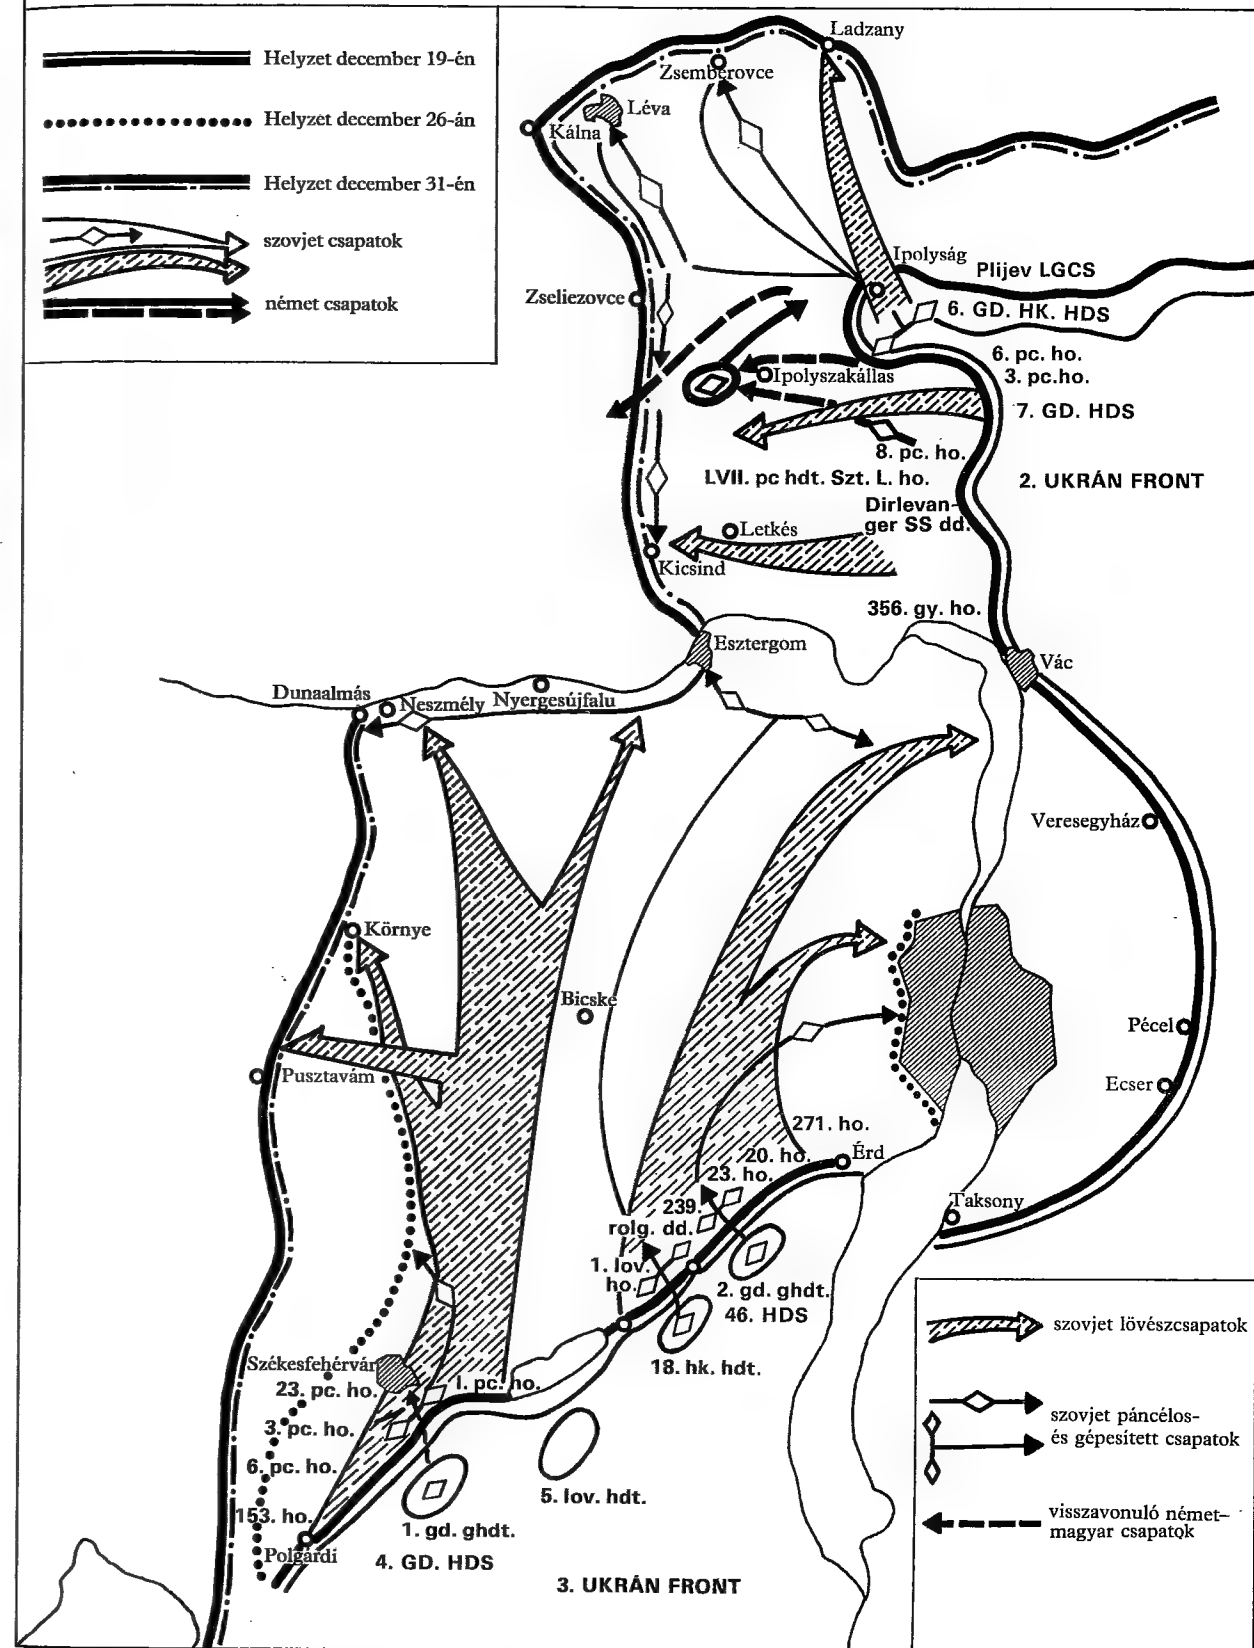 Helyzet december 19-én
Helyzet december 26-án
Helyzet december 31-én
szovjet csapatok
német csapatok
Ladzany
Zsemberovce
Léva
Kálna
Ipolyság
Plijev LGCS
Zseliezovce
6. GD. HK. HDS
6. pc. ho.
3. pc.ho.
Ipolyszakállas
7. GD. HDS
8. pc. ho.
LVII. pc hdt. Szt. L. ho.
2. UKRÁN FRONT
Dirlevan-
ger SS dd.
Letkés
Kicsind
356. gy. ho.
Esztergom
Vác
Dunaalmás
Neszmély
Nyergesújfalu
Veresegyház
Környe
Bicske
Pécel
Pusztavám
Ecser
271. ho.
20. ho.
Érd
23. ho.
Taksony
239.
rolg. dd.
1. lov.
ho.
2. gd. ghdt.
46. HDS
18. hk. hdt.
Székesfehérvár
23. pc. ho.
I. pc. ho.
3. pc. ho.
6. pc. ho.
5. lov. hdt.
153. ho.
1. gd. ghdt.
Polgárdi
4. GD. HDS
3. UKRÁN FRONT
szovjet lövészcsapatok
szovjet páncélos-
és gépesített csapatok
visszavonuló német–
magyar csapatok